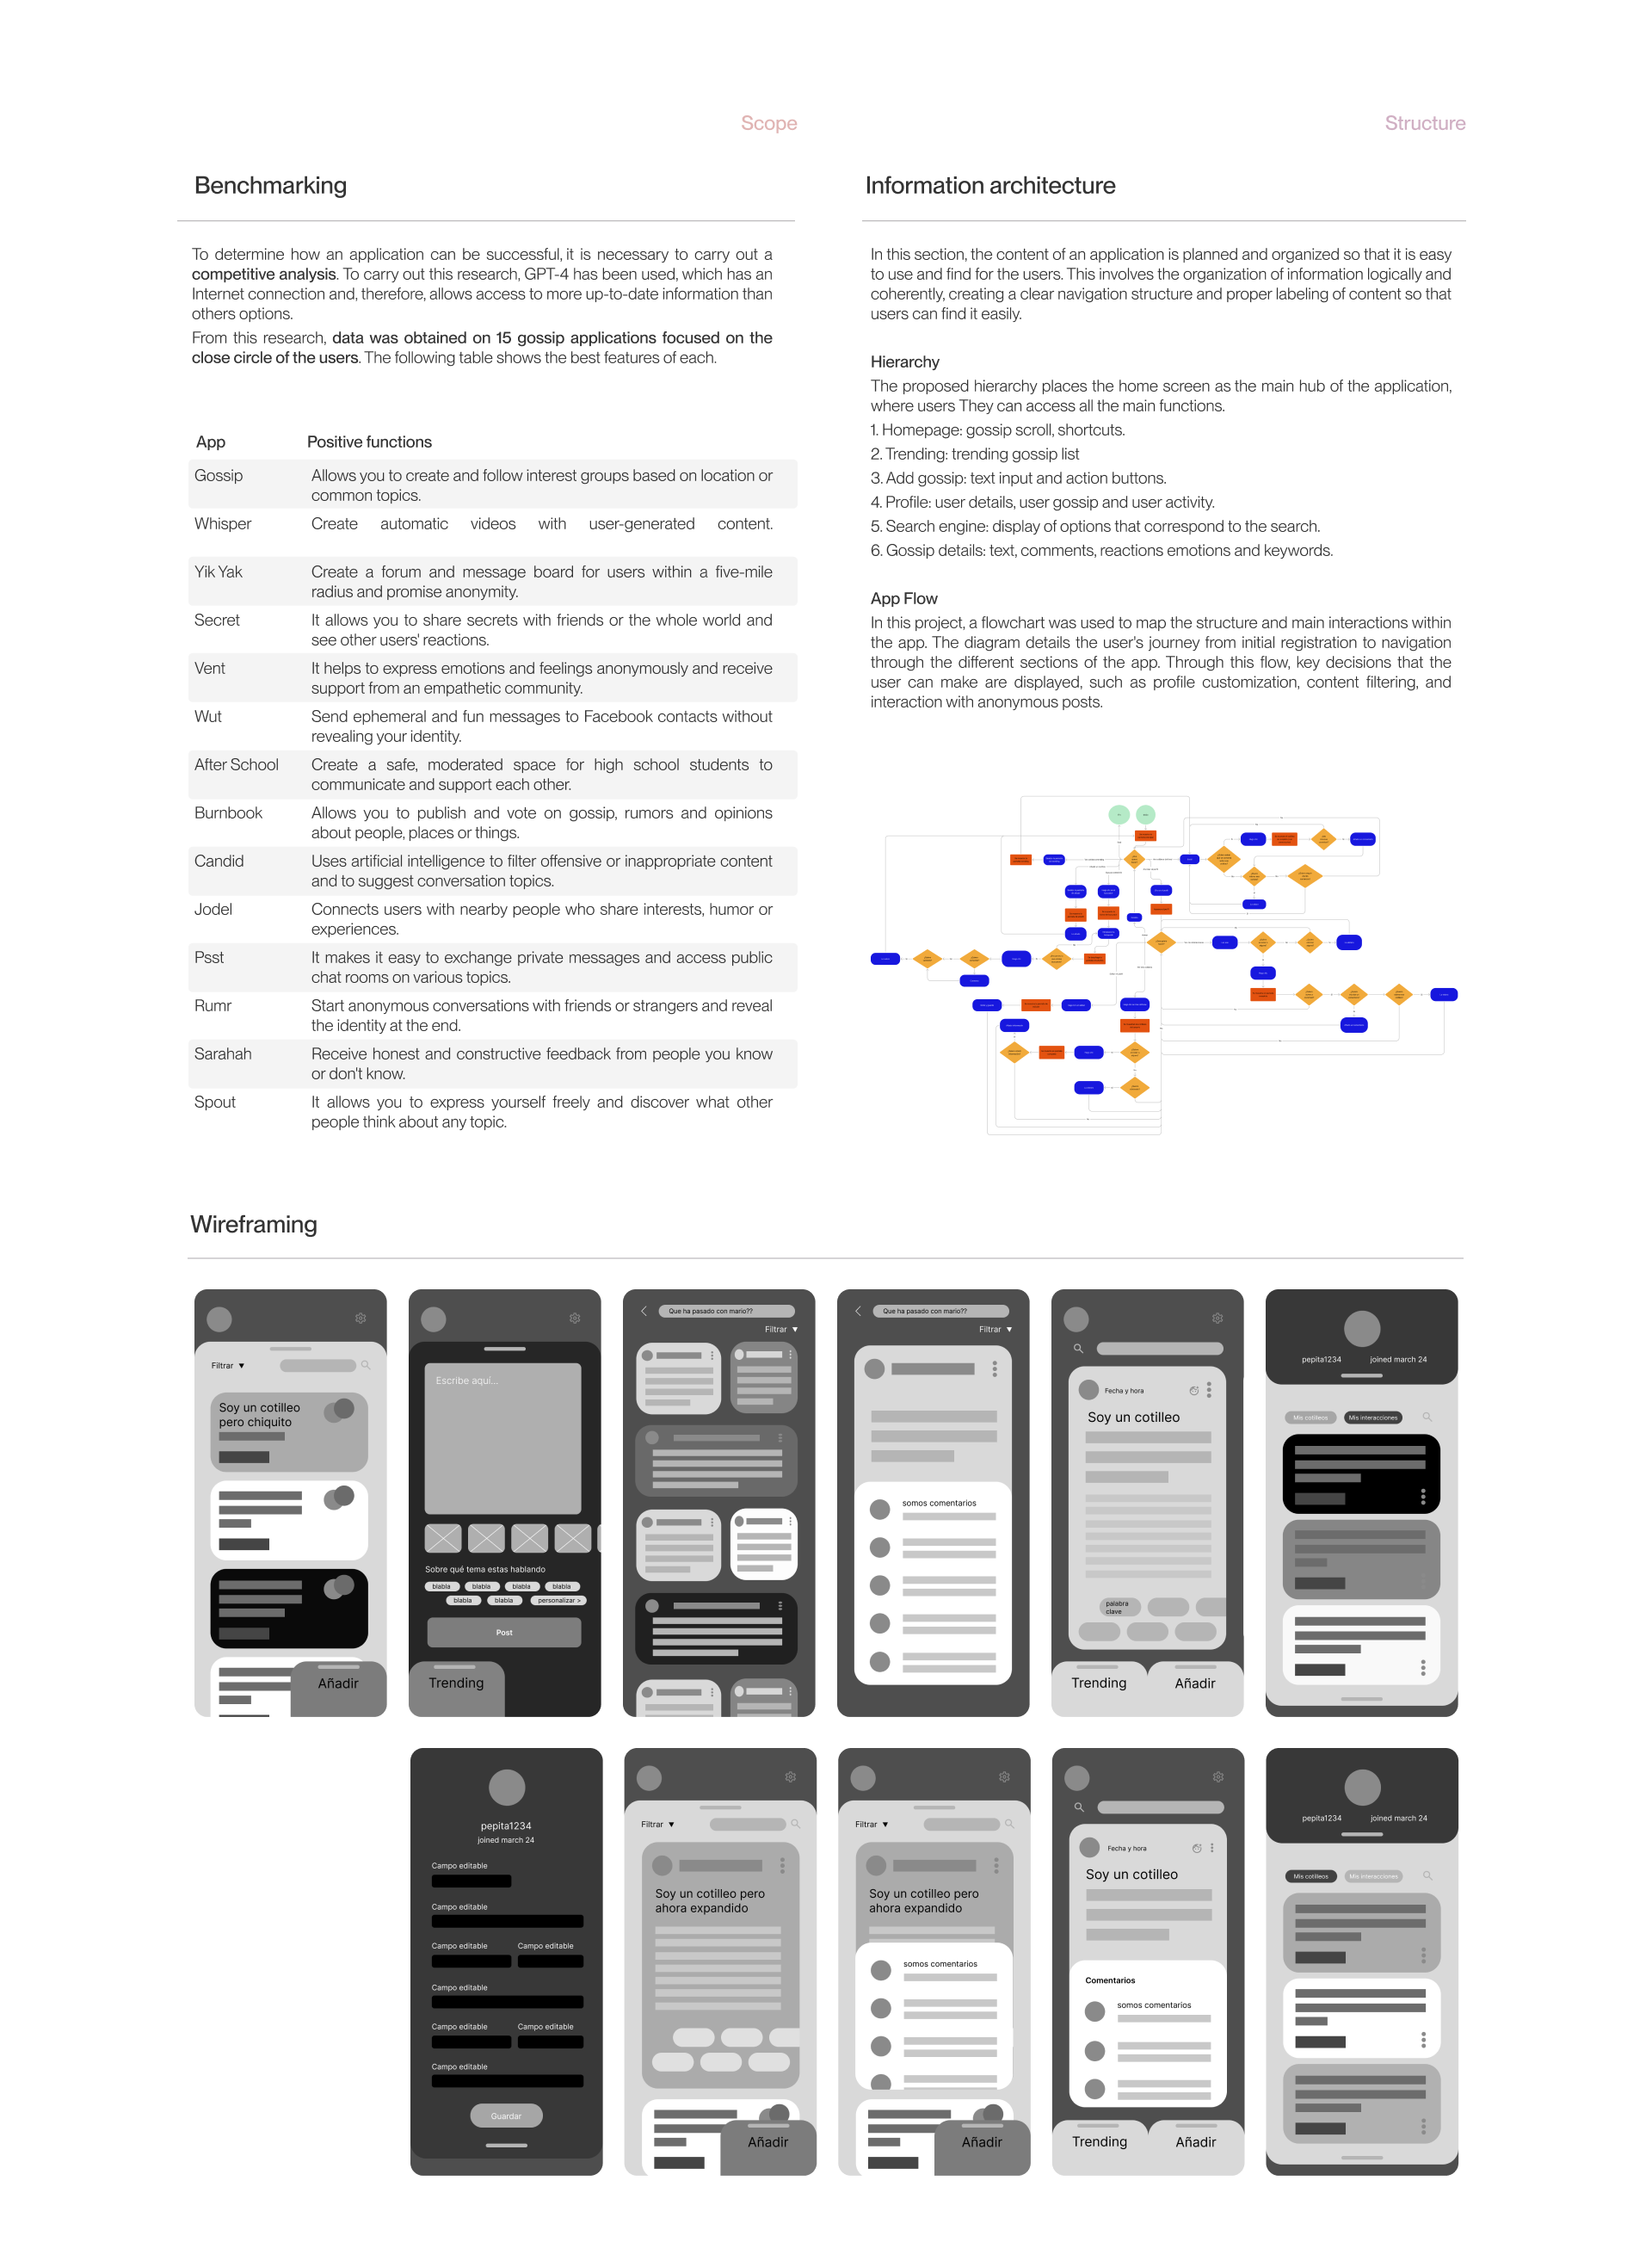 Scope
Structure
Benchmarking
To determine how an application can be successful, it is necessary to carry out a
competitive analysis. To carry out this research, GPT-4 has been used, which has an
Internet connection and, therefore, allows access to more up-to-date information than
others options.
From this research, data was obtained on 15 gossip applications focused on the
close circle of the users. The following table shows the best features of each.
App Positive functions
Gossip Allows you to create and follow interest groups based on location or
common topics.
Whisper Create automatic videos with user-generated content.
Yik Yak Create a forum and message board for users within a five-mile
radius and promise anonymity.
Secret It allows you to share secrets with friends or the whole world and
see other users' reactions.
Vent It helps to express emotions and feelings anonymously and receive
support from an empathetic community.
Wut Send ephemeral and fun messages to Facebook contacts without
revealing your identity.
After School Create a safe, moderated space for high school students to
communicate and support each other.
Burnbook Allows you to publish and vote on gossip, rumors and opinions
about people, places or things.
Candid Uses artificial intelligence to filter offensive or inappropriate content
and to suggest conversation topics.
Jodel Connects users with nearby people who share interests, humor or
experiences.
Psst It makes it easy to exchange private messages and access public
chat rooms on various topics.
Rumr Start anonymous conversations with friends or strangers and reveal
the identity at the end.
Sarahah Receive honest and constructive feedback from people you know
or don't know.
Spout It allows you to express yourself freely and discover what other
people think about any topic.
Information architecture
In this section, the content of an application is planned and organized so that it is easy
to use and find for the users. This involves the organization of information logically and
coherently, creating a clear navigation structure and proper labeling of content so that
users can find it easily.
Hierarchy
The proposed hierarchy places the home screen as the main hub of the application,
where users They can access all the main functions.
1. Homepage: gossip scroll, shortcuts.
2. Trending: trending gossip list
3. Add gossip: text input and action buttons.
4. Profile: user details, user gossip and user activity.
5. Search engine: display of options that correspond to the search.
6. Gossip details: text, comments, reactions emotions and keywords.
App Flow
In this project, a flowchart was used to map the structure and main interactions within
the app. The diagram details the user's journey from initial registration to navigation
through the different sections of the app. Through this flow, key decisions that the
user can make are displayed, such as profile customization, content filtering, and
interaction with anonymous posts.
Wireframing
Filtrar
Soy un cotilleo
pero chiquito
Añadir
Escribe aquí...
Sobre qué tema estas hablando
blabla blabla blabla blabla
blabla blabla personalizar >
Post
Trending
Que ha pasado con mario??
Filtrar
Que ha pasado con mario??
Filtrar
somos comentarios
Fecha y hora
Soy un cotilleo
palabra
clave
Trending Añadir
pepita1234 joined march 24
Mis cotilleos Mis interacciones
pepita1234
joined march 24
Campo editable
Campo editable
Campo editable Campo editable
Campo editable
Campo editable Campo editable
Campo editable
Guardar
Filtrar
Soy un cotilleo pero
ahora expandido
Añadir
Filtrar
Soy un cotilleo pero
ahora expandido
somos comentarios
Añadir
Fecha y hora
Soy un cotilleo
Comentarios
somos comentarios
Trending Añadir
pepita1234 joined march 24
Mis cotilleos Mis interacciones